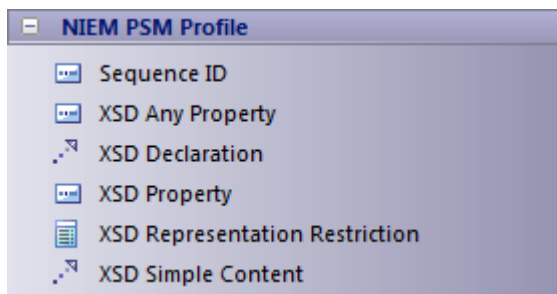 NIEM PSM Profile
Sequence ID
XSD Any Property
XSD Declaration
XSD Property
XSD Representation Restriction
XSD Simple Content